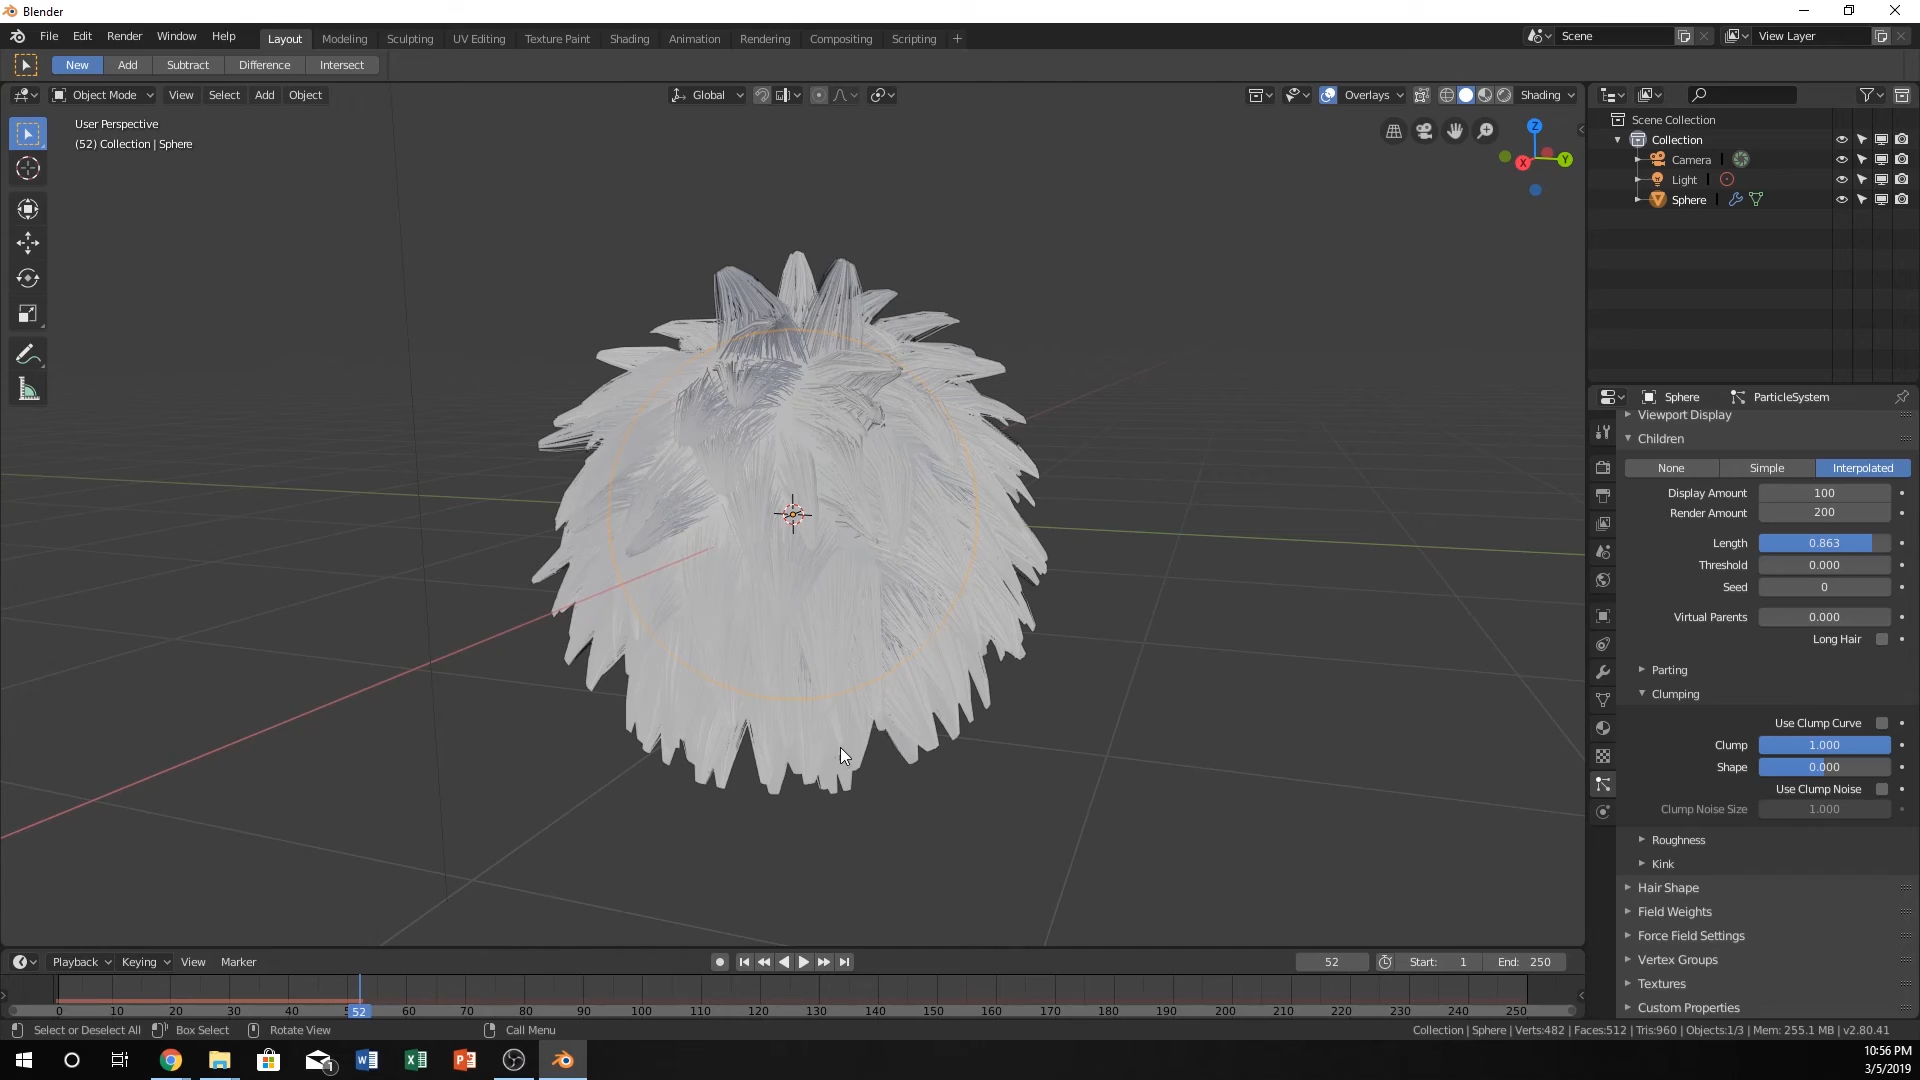 Blender
File Edit Render Window Help Layout Modeling Sculpting UV Editing Texture Paint Shading Animation Rendering Compositing Scripting + Scene View Layer
New Add Subtract Difference Intersect
Object Mode View Select Add Object Global Overlays Shading
User Perspective
(52) Collection | Sphere
Z
X
Y
Scene Collection
Collection
Camera
Light
Sphere
Sphere ParticleSystem
Viewport Display
Children
None Simple Interpolated
Display Amount 100
Render Amount 200
Length 0.863
Threshold 0.000
Seed 0
Virtual Parents 0.000
Long Hair
Parting
Clumping
Use Clump Curve
Clump 1.000
Shape 0.000
Use Clump Noise
Clump Noise Size 1.000
Roughness
Kink
Hair Shape
Field Weights
Force Field Settings
Vertex Groups
Textures
Custom Properties
Playback Keying View Marker 52 Start: 1 End: 250
0 10 20 30 40 52 60 70 80 90 100 110 120 130 140 150 160 170 180 190 200 210 220 230 240 250
Select or Deselect All Box Select Rotate View Call Menu Collection | Sphere | Verts:482 | Faces:512 | Tris:960 | Objects:1/3 | Mem: 255.1 MB | v2.80.41
1
10:56 PM
3/5/2019